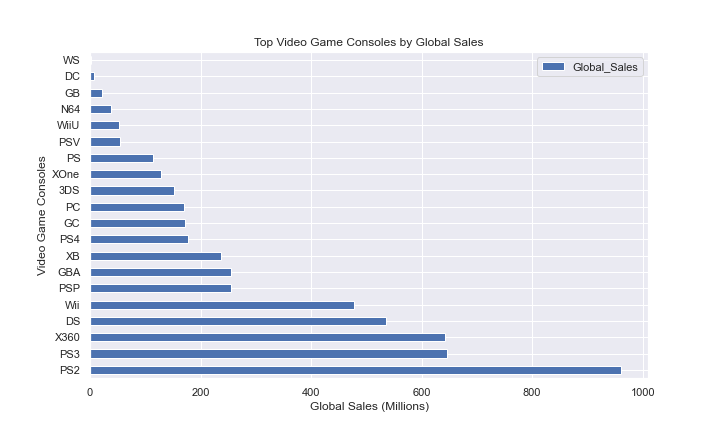 Top Video Game Consoles by Global Sales
Global_Sales
Video Game Consoles
WS
DC
GB
N64
WiiU
PSV
PS
XOne
3DS
PC
GC
PS4
XB
GBA
PSP
Wii
DS
X360
PS3
PS2
0 200 400 600 800 1000
Global Sales (Millions)